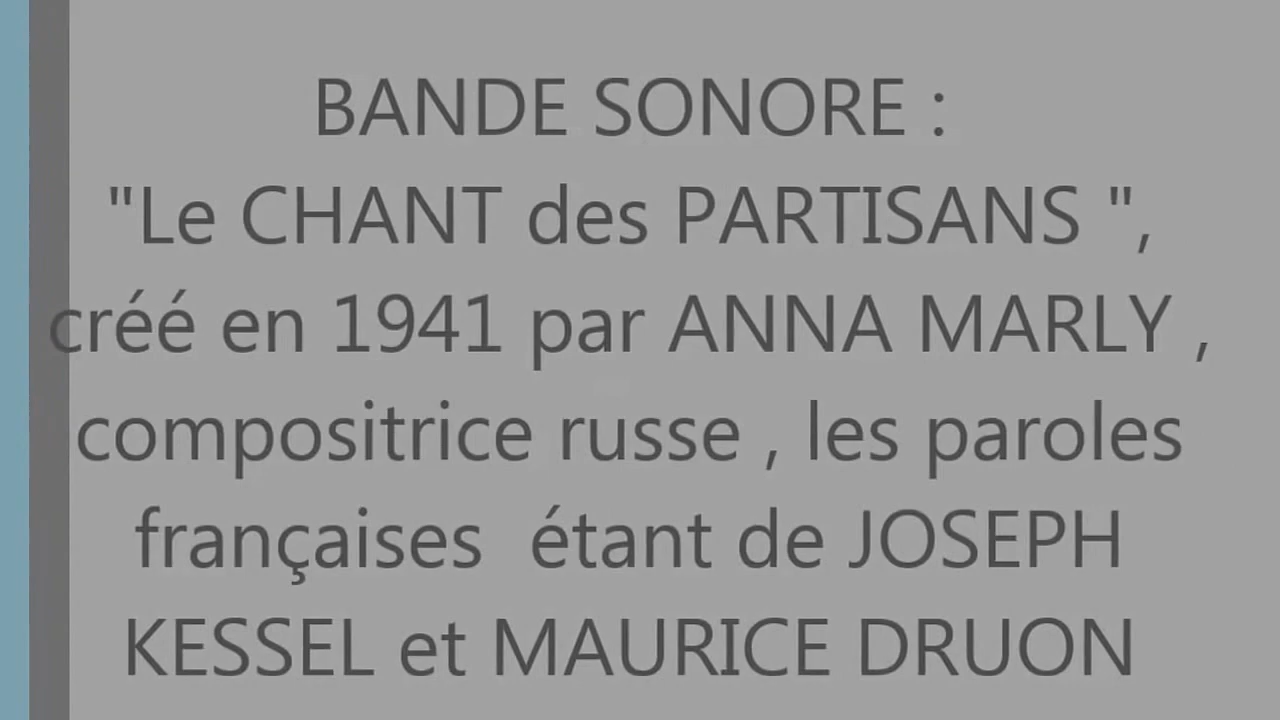 BANDE SONORE :
"Le CHANT des PARTISANS ",
créé en 1941 par ANNA MARLY ,
compositrice russe , les paroles
françaises  étant de JOSEPH
KESSEL et MAURICE DRUON